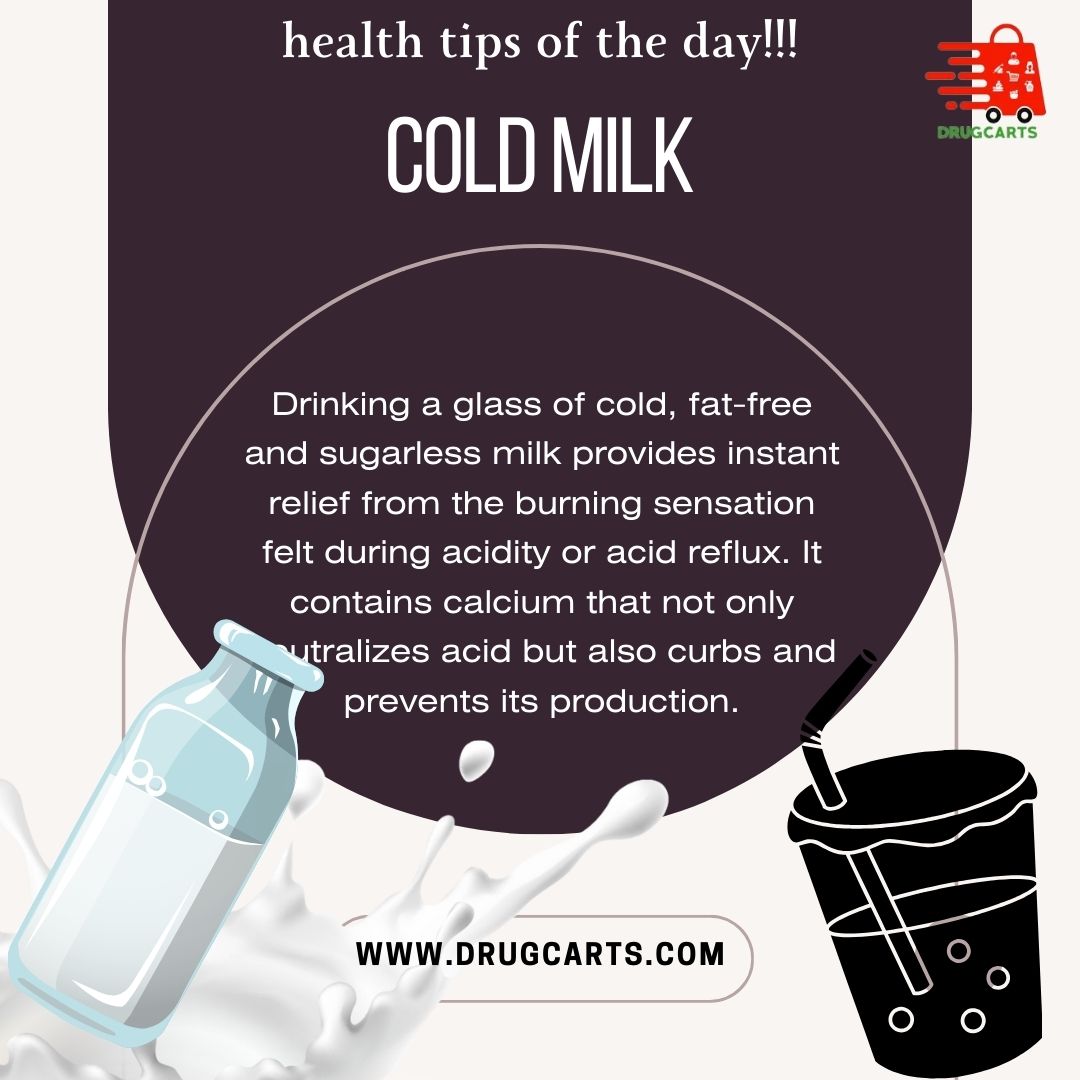 health tips of the day!!!
DRUGCARTS
COLD MILK
Drinking a glass of cold, fat-free
and sugarless milk provides instant
relief from the burning sensation
felt during acidity or acid reflux. It
contains calcium that not only
neutralizes acid but also curbs and
prevents its production.
WWW.DRUGCARTS.COM